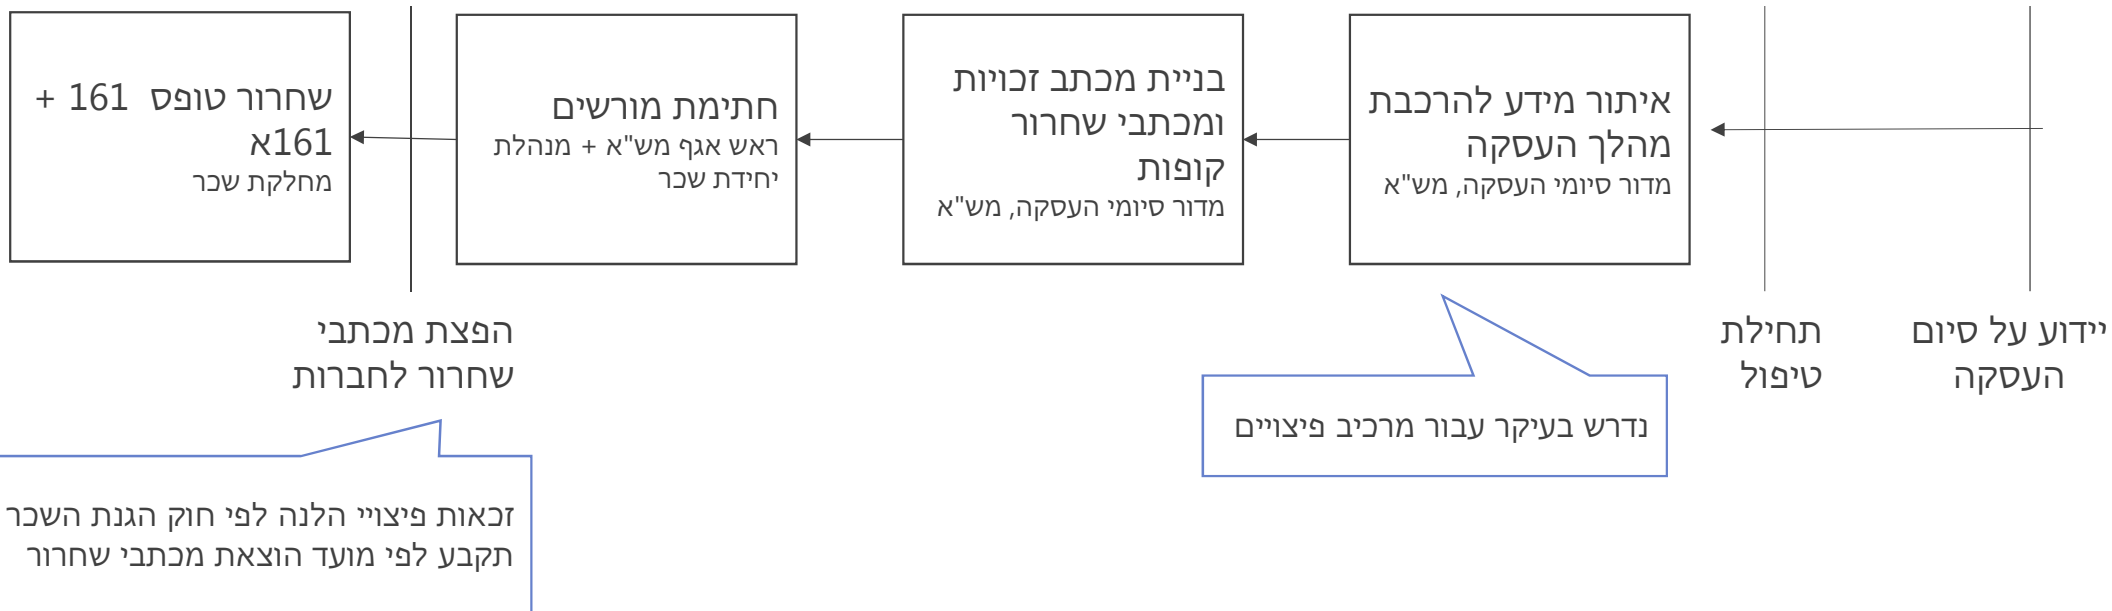 איתור מידע להרכבת
מהלך העסקה
מדור סיומי העסקה, מש"א
בניית מכתב זכויות
ומכתבי שחרור
קופות
מדור סיומי העסקה, מש"א
חתימת מורשים
ראש אגף מש"א + מנהלת
יחידת שכר
שחרור טופס 161 +
161א
מחלקת שכר
יידוע על סיום
העסקה
תחילת
טיפול
הפצת מכתבי
שחרור לחברות
נדרש בעיקר עבור מרכיב פיצויים
זכאות פיצויי הלנה לפי חוק הגנת השכר
תקבע לפי מועד הוצאת מכתבי שחרור